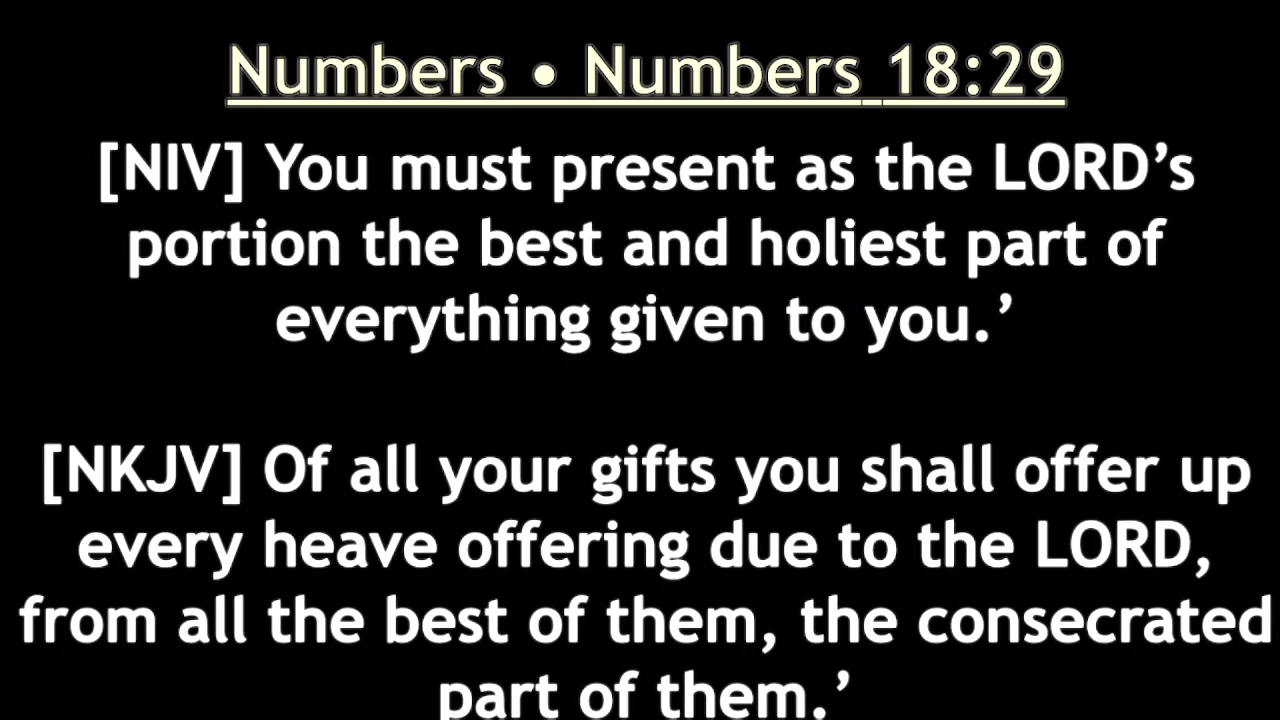 Numbers • Numbers 18:29
[NIV] You must present as the LORD’s
portion the best and holiest part of
everything given to you.’
[NKJV] Of all your gifts you shall offer up
every heave offering due to the LORD,
from all the best of them, the consecrated
part of them.’